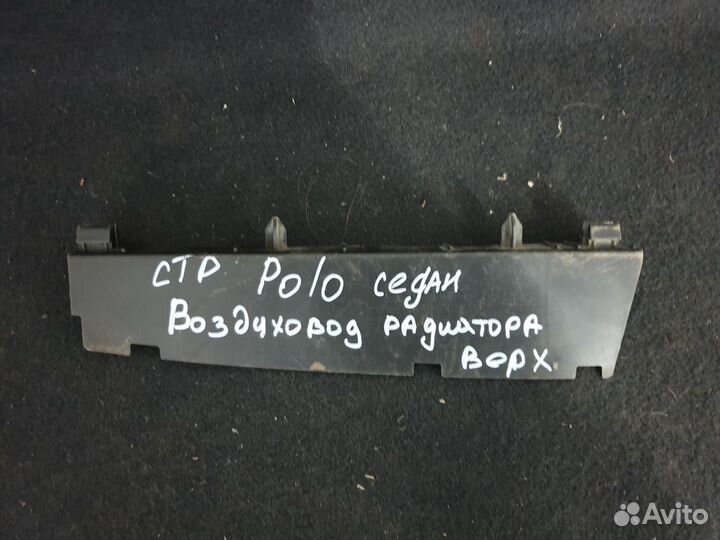 СТР Polo седан
Воздуховод радиатора
верх
Avito